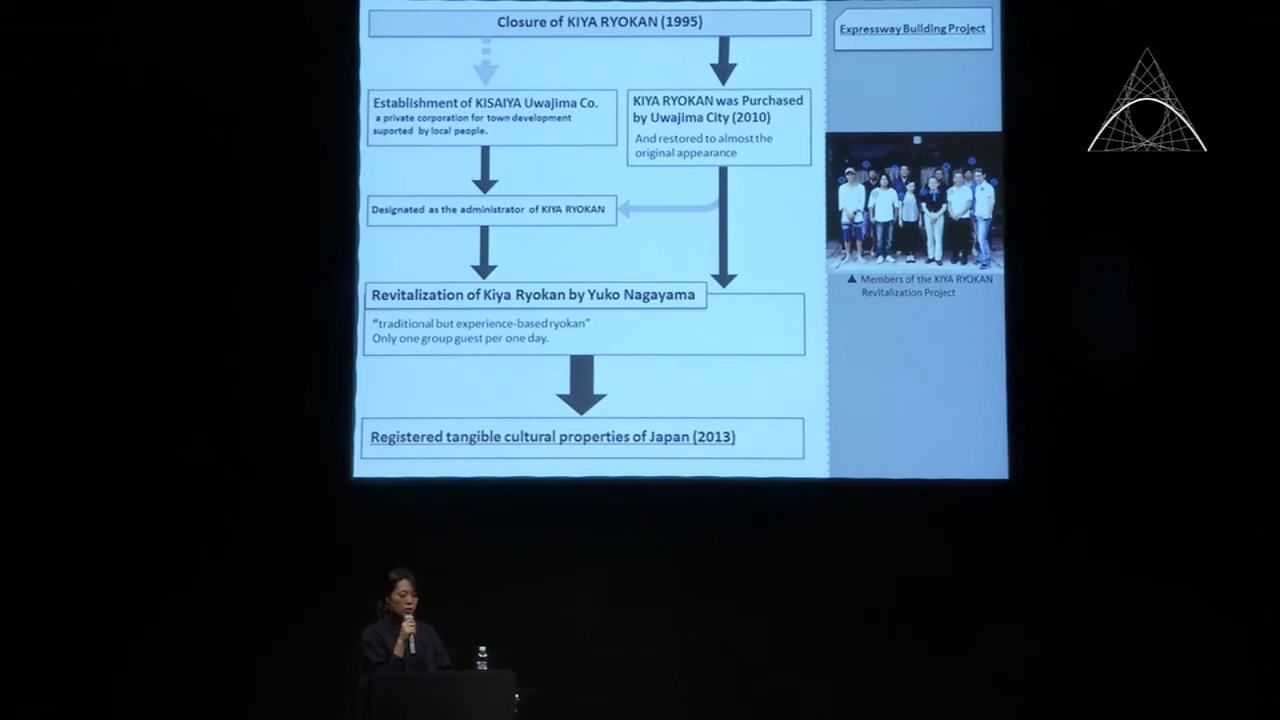 Closure of KIYA RYOKAN (1995)
Expressway Building Project
Establishment of KISAIYA Uwajima Co.
a private corporation for town development
suported by local people.
KIYA RYOKAN was Purchased
by Uwajima City (2010)
And restored to almost the
original appearance
Designated as the administrator of KIYA RYOKAN
▲ Members of the KIYA RYOKAN
Revitalization Project
Revitalization of Kiya Ryokan by Yuko Nagayama
"traditional but experience-based ryokan"
Only one group guest per one day.
Registered tangible cultural properties of Japan (2013)